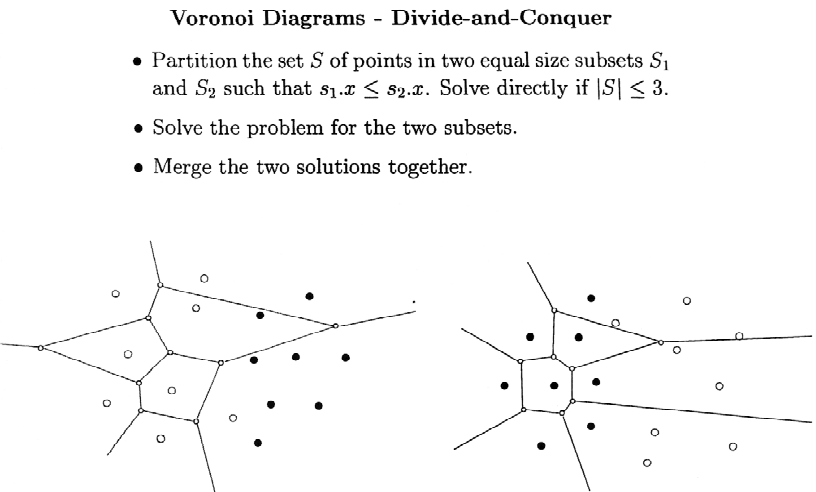 Voronoi Diagrams - Divide-and-Conquer
• Partition the set S of points in two equal size subsets S₁
and S₂ such that s₁.x ≤ s₂.x. Solve directly if |S| ≤ 3.
• Solve the problem for the two subsets.
• Merge the two solutions together.